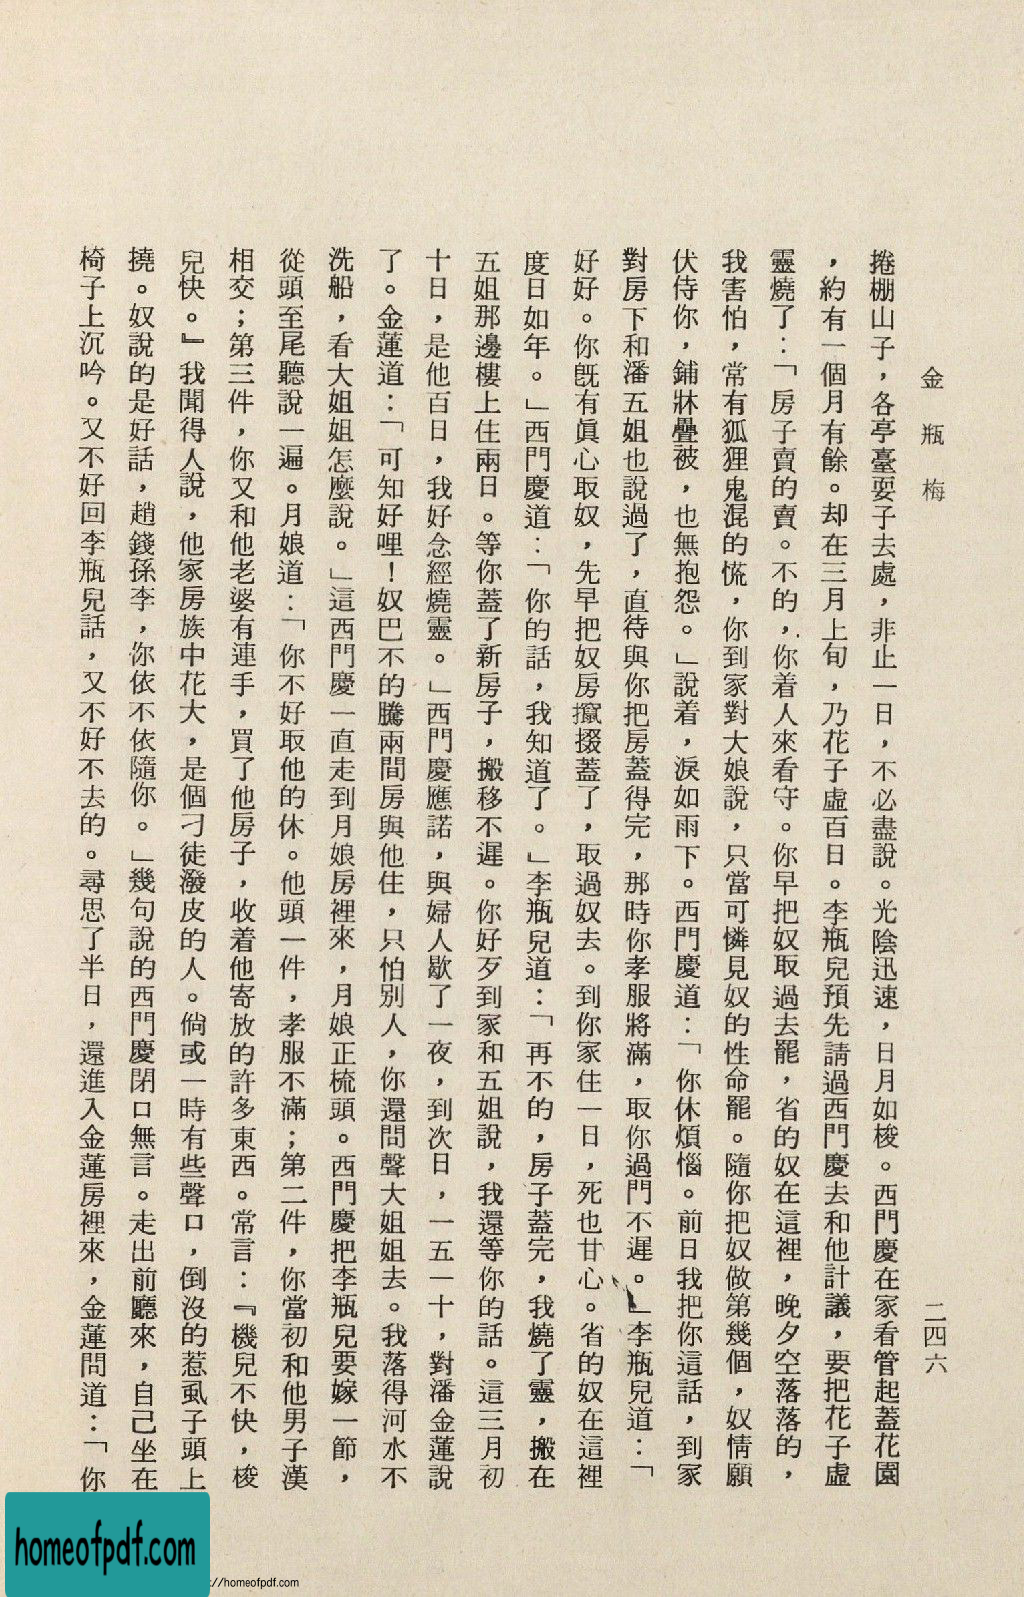 金瓶梅
二四六
捲棚山子，各亭臺耍子去處，非止一日，不必盡說。光陰迅速，日月如梭。西門慶在家看管起蓋花園
，約有一個月有餘。却在三月上旬，乃花子虛百日。李瓶兒預先請過西門慶去和他計議，要把花子虛
靈燒了：「房子賣的賣。不的，你着人來看守。你早把奴取過去罷，省的奴在這裡，晚夕空落落的，
我害怕，常有狐狸鬼混的慌，你到家對大娘說，只當可憐見奴的性命罷。隨你把奴做第幾個，奴情願
伏侍你，鋪牀疊被，也無抱怨。」說着，淚如雨下。西門慶道：「你休煩惱。前日我把你這話，到家
對房下和潘五姐也說過了，直待與你把房蓋得完，那時你孝服將滿，取你過門不遲。」李瓶兒道：「
好好。你旣有眞心取奴，先早把奴房攛掇蓋了，取過奴去。到你家住一日，死也甘心。省的奴在這裡
度日如年。」西門慶道：「你的話，我知道了。」李瓶兒道：「再不的，房子蓋完，我燒了靈，搬在
五姐那邊樓上住兩日。等你蓋了新房子，搬移不遲。你好歹到家和五姐說，我還等你的話。這三月初
十日，是他百日，我好念經燒靈。」西門慶應諾，與婦人歇了一夜，到次日，一五一十，對潘金蓮說
了。金蓮道：「可知好哩！奴巴不的騰兩間房與他住，只怕別人，你還問聲大姐姐去。我落得河水不
洗船，看大姐姐怎麼說。」這西門慶一直走到月娘房裡來，月娘正梳頭。西門慶把李瓶兒要嫁一節，
從頭至尾聽說一遍。月娘道：「你不好取他的休。他頭一件，孝服不滿；第二件，你當初和他男子漢
相交；第三件，你又和他老婆有連手，買了他房子，收着他寄放的許多東西。常言：『機兒不快，梭
兒快。』我聞得人說，他家房族中花大，是個刁徒潑皮的人。倘或一時有些聲口，倒沒的惹虱子頭上
撓。奴說的是好話，趙錢孫李，你依不依隨你。」幾句說的西門慶閉口無言。走出前廳來，自己坐在
椅子上沉吟。又不好回李瓶兒話，又不好不去的。尋思了半日，還進入金蓮房裡來，金蓮問道：「你
homeofpdf.com
://homeofpdf.com